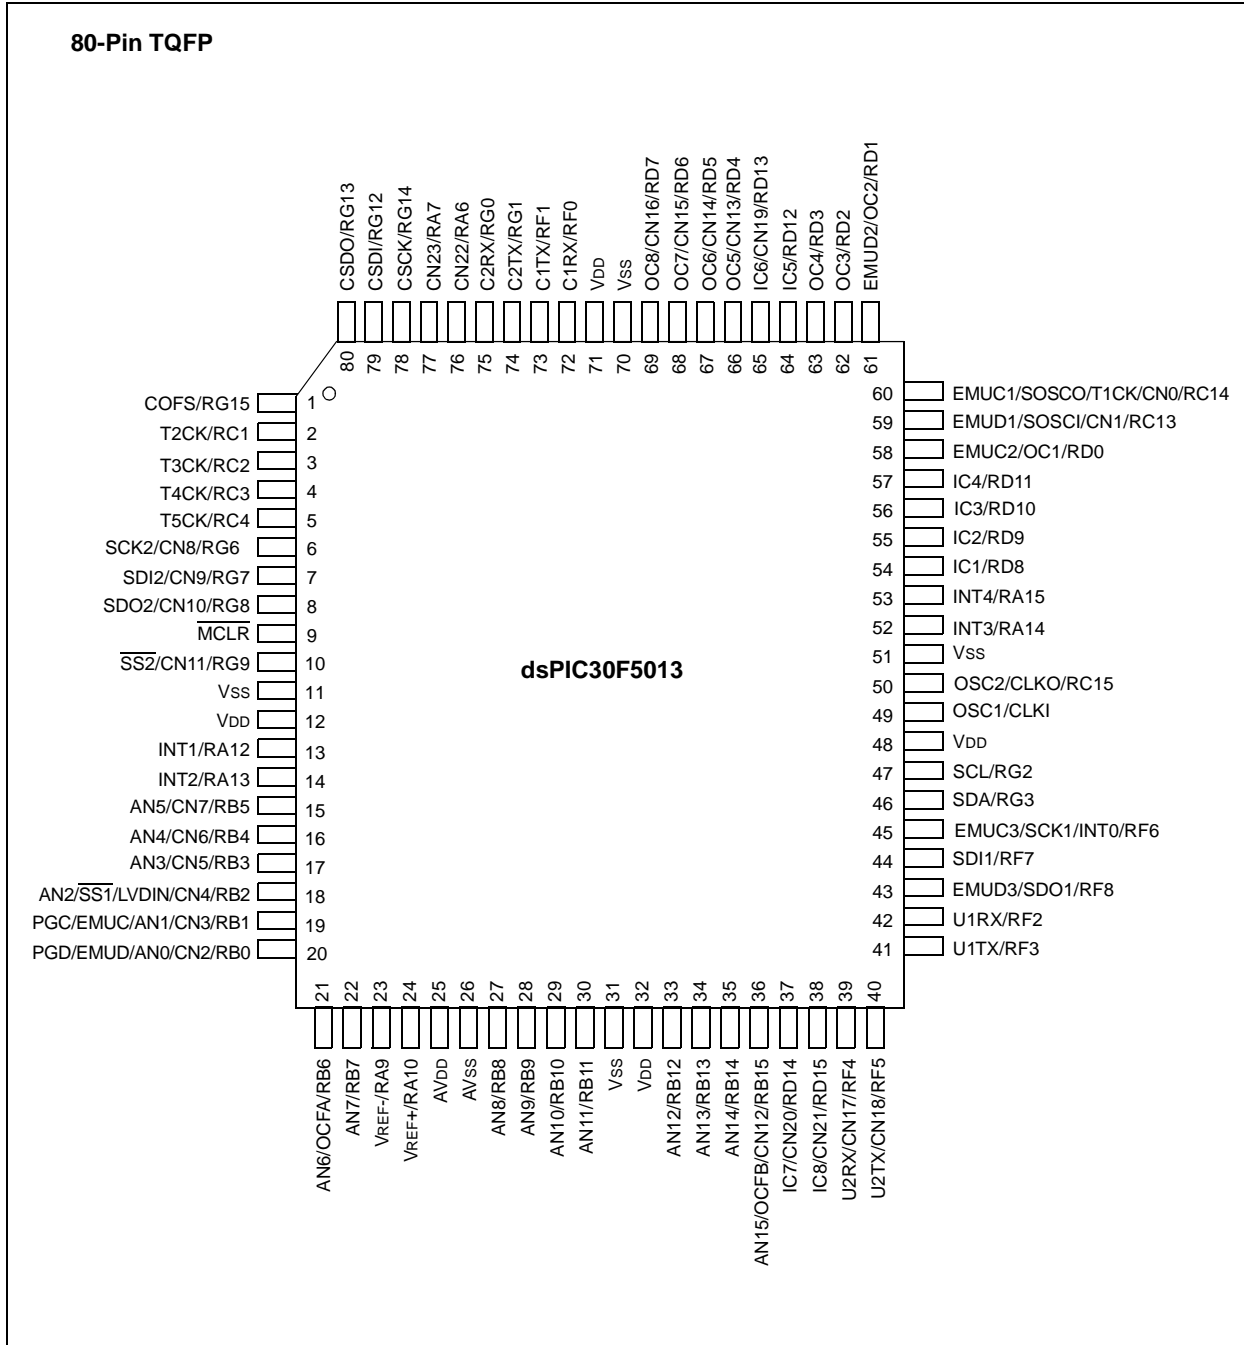 80-Pin TQFP
CSDO/RG13
CSDI/RG12
CSCK/RG14
CN23/RA7
CN22/RA6
C2RX/RG0
C2TX/RG1
C1TX/RF1
C1RX/RF0
VDD
VSS
OC8/CN16/RD7
OC7/CN15/RD6
OC6/CN14/RD5
OC5/CN13/RD4
IC6/CN19/RD13
IC5/RD12
OC4/RD3
OC3/RD2
EMUD2/OC2/RD1
80
79
78
77
76
75
74
73
72
71
70
69
68
67
66
65
64
63
62
61
COFS/RG15 1
T2CK/RC1 2
T3CK/RC2 3
T4CK/RC3 4
T5CK/RC4 5
SCK2/CN8/RG6 6
SDI2/CN9/RG7 7
SDO2/CN10/RG8 8
MCLR 9
SS2/CN11/RG9 10
VSS 11
VDD 12
INT1/RA12 13
INT2/RA13 14
AN5/CN7/RB5 15
AN4/CN6/RB4 16
AN3/CN5/RB3 17
AN2/SS1/LVDIN/CN4/RB2 18
PGC/EMUC/AN1/CN3/RB1 19
PGD/EMUD/AN0/CN2/RB0 20
dsPIC30F5013
60 EMUC1/SOSCO/T1CK/CN0/RC14
59 EMUD1/SOSCI/CN1/RC13
58 EMUC2/OC1/RD0
57 IC4/RD11
56 IC3/RD10
55 IC2/RD9
54 IC1/RD8
53 INT4/RA15
52 INT3/RA14
51 VSS
50 OSC2/CLKO/RC15
49 OSC1/CLKI
48 VDD
47 SCL/RG2
46 SDA/RG3
45 EMUC3/SCK1/INT0/RF6
44 SDI1/RF7
43 EMUD3/SDO1/RF8
42 U1RX/RF2
41 U1TX/RF3
21
22
23
24
25
26
27
28
29
30
31
32
33
34
35
36
37
38
39
40
AN6/OCFA/RB6
AN7/RB7
VREF-/RA9
VREF+/RA10
AVDD
AVSS
AN8/RB8
AN9/RB9
AN10/RB10
AN11/RB11
VSS
VDD
AN12/RB12
AN13/RB13
AN14/RB14
AN15/OCFB/CN12/RB15
IC7/CN20/RD14
IC8/CN21/RD15
U2RX/CN17/RF4
U2TX/CN18/RF5